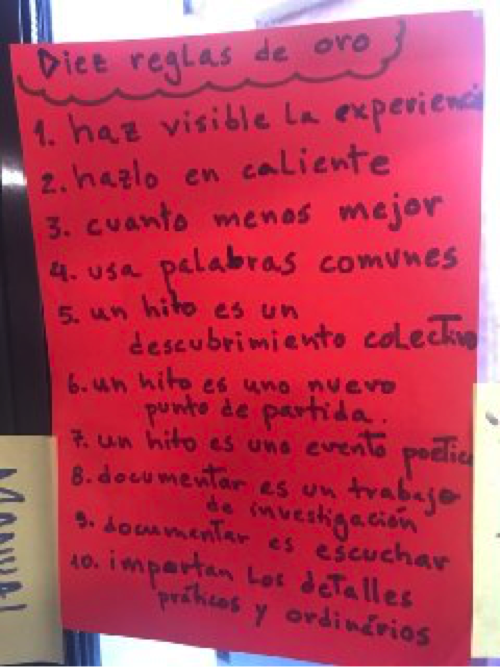 Diez reglas de oro
1. haz visible la experiencia
2. hazlo en caliente
3. cuanto menos mejor
4. usa palabras comunes
5. un hito es un
descubrimiento colectivo
6. un hito es uno nuevo
punto de partida.
7. un hito es uno evento poetico
8. documentar es un trabajo
de investigación
9. documentar es escuchar
10. importan los detalles
práticos y ordinários
MANUAL